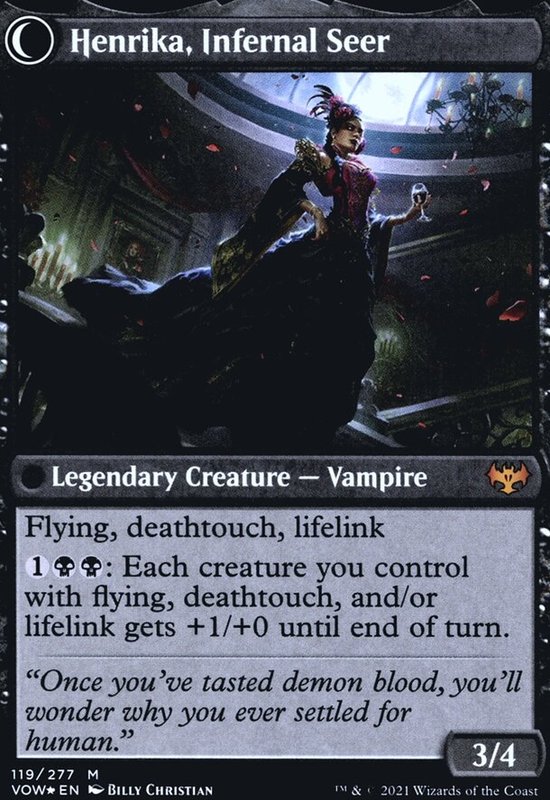 Henrika, Infernal Seer
Legendary Creature — Vampire
Flying, deathtouch, lifelink
1: Each creature you control
with flying, deathtouch, and/or
lifelink gets +1/+0 until end of turn.
“Once you’ve tasted demon blood, you’ll
wonder why you ever settled for
human.”
3/4
119/277 M
VOW★EN Billy Christian
™ & © 2021 Wizards of the Coast